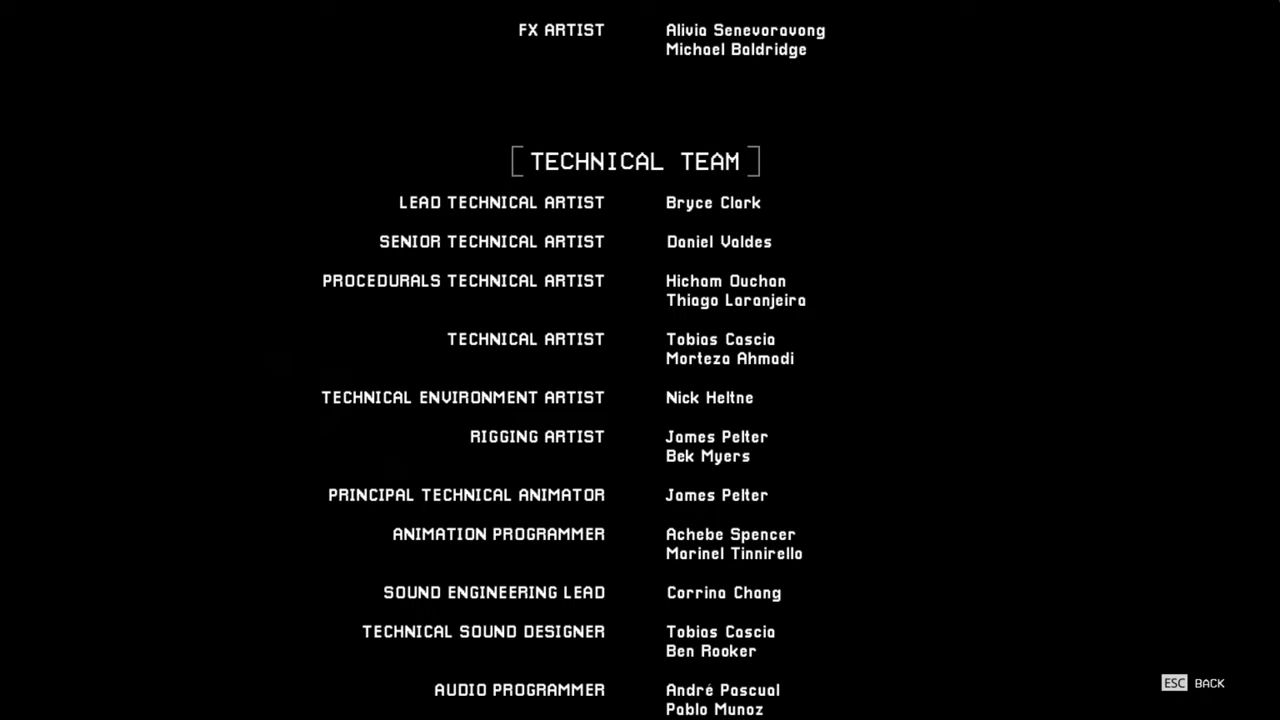 FX ARTIST Alivia Senevoravong
Michael Baldridge
TECHNICAL TEAM
LEAD TECHNICAL ARTIST Bryce Clark
SENIOR TECHNICAL ARTIST Daniel Valdes
PROCEDURALS TECHNICAL ARTIST Hicham Ouchan
Thiago Laranjeira
TECHNICAL ARTIST Tobias Cascia
Morteza Ahmadi
TECHNICAL ENVIRONMENT ARTIST Nick Heltne
RIGGING ARTIST James Pelter
Bek Myers
PRINCIPAL TECHNICAL ANIMATOR James Pelter
ANIMATION PROGRAMMER Achebe Spencer
Marinel Tinnirello
SOUND ENGINEERING LEAD Corrina Chang
TECHNICAL SOUND DESIGNER Tobias Cascia
Ben Rooker
AUDIO PROGRAMMER André Pascual
Pablo Munoz
ESC BACK